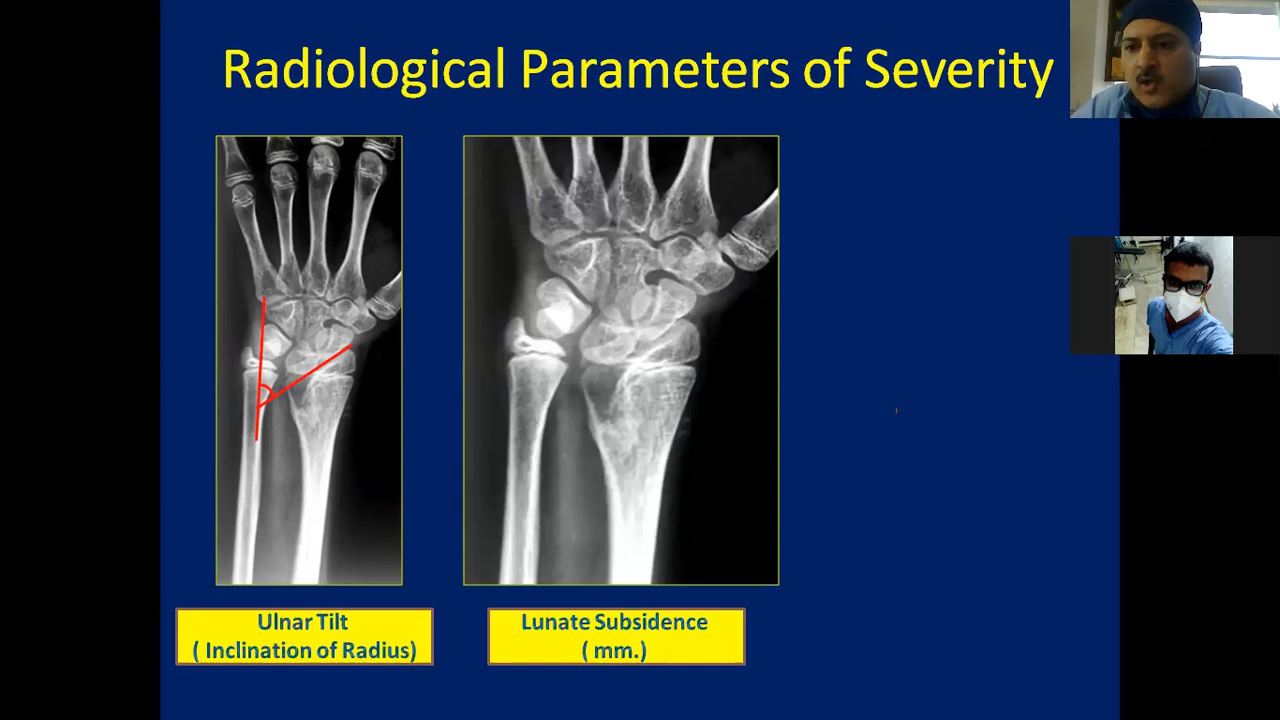 Radiological Parameters of Severity
Ulnar Tilt
( Inclination of Radius)
Lunate Subsidence
( mm.)